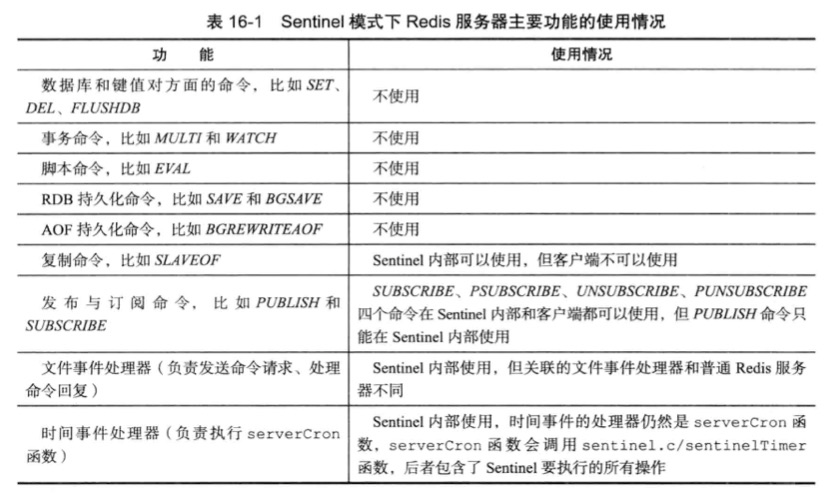 表 16-1 Sentinel 模式下 Redis 服务器主要功能的使用情况
功 能 使用情况
数据库和键值对方面的命令，比如 SET、
DEL、FLUSHDB
不使用
事务命令，比如 MULTI 和 WATCH 不使用
脚本命令，比如 EVAL 不使用
RDB 持久化命令，比如 SAVE 和 BGSAVE 不使用
AOF 持久化命令，比如 BGREWRITEAOF 不使用
复制命令，比如 SLAVEOF Sentinel 内部可以使用，但客户端不可以使用
发布与订阅命令，比如 PUBLISH 和
SUBSCRIBE
SUBSCRIBE、PSUBSCRIBE、UNSUBSCRIBE、PUNSUBSCRIBE
四个命令在 Sentinel 内部和客户端都可以使用，但 PUBLISH 命令只
能在 Sentinel 内部使用
文件事件处理器（负责发送命令请求、处理
命令回复）
Sentinel 内部使用，但关联的文件事件处理器和普通 Redis 服务
器不同
时间事件处理器（负责执行 serverCron
函数）
Sentinel 内部使用，时间事件的处理器仍然是 serverCron 函
数，serverCron 函数会调用 sentinel.c/sentinelTimer
函数，后者包含了 Sentinel 要执行的所有操作